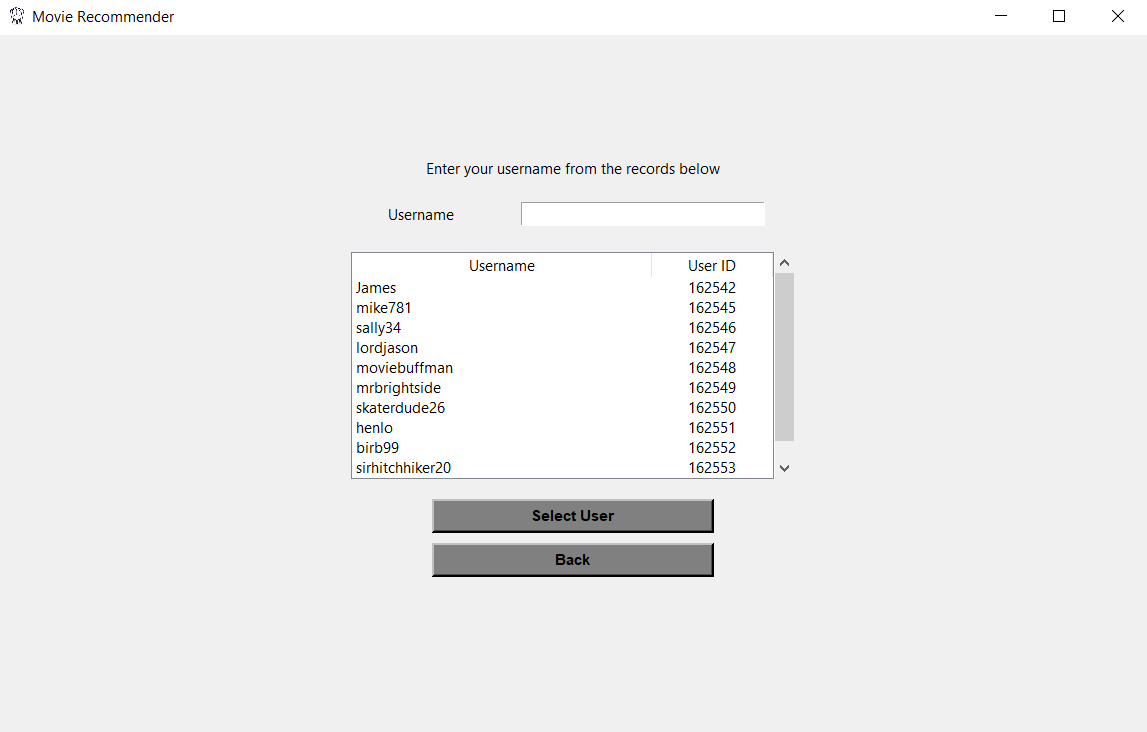 Movie Recommender
Enter your username from the records below
Username
Username User ID
James 162542
mike781 162545
sally34 162546
lordjason 162547
moviebuffman 162548
mrbrightside 162549
skaterdude26 162550
henlo 162551
birb99 162552
sirhitchhiker20 162553
Select User
Back